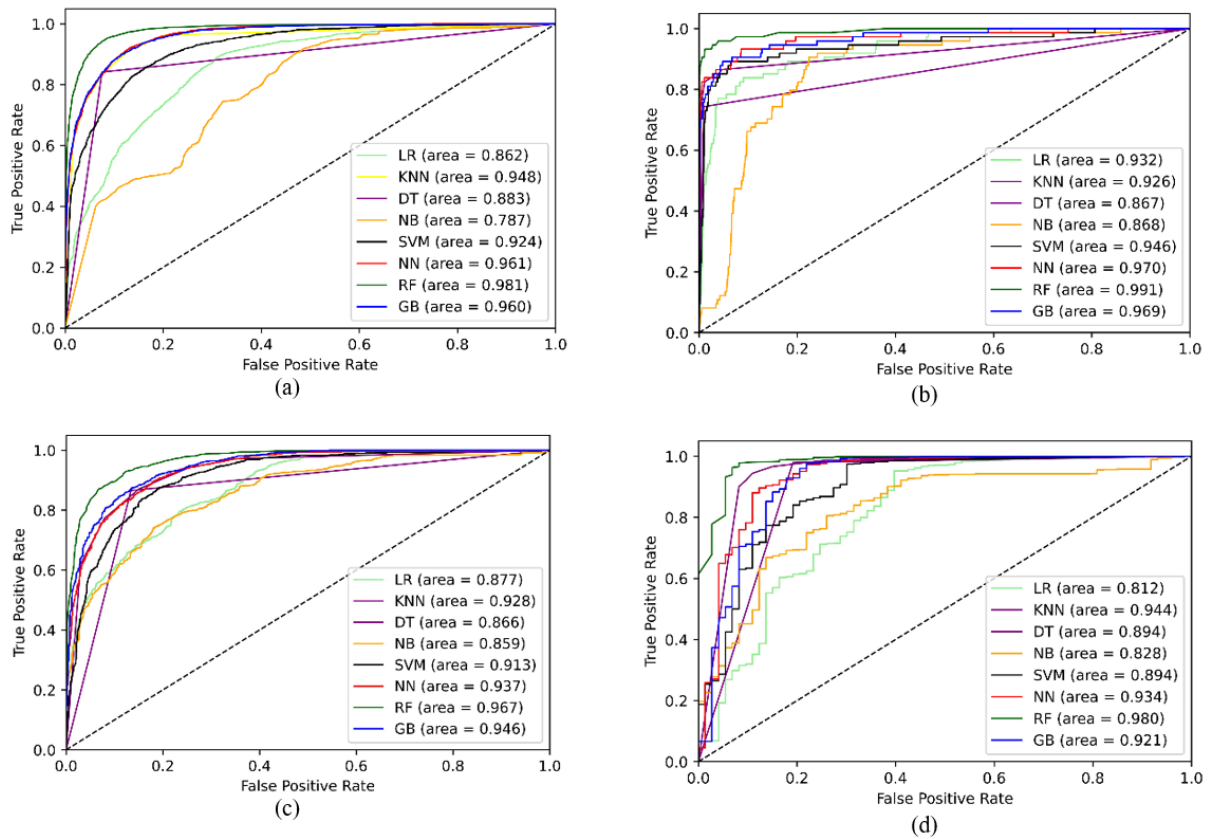 1.0
0.8
0.6
0.4
0.2
0.0
True Positive Rate
LR (area = 0.862)
KNN (area = 0.948)
DT (area = 0.883)
NB (area = 0.787)
SVM (area = 0.924)
NN (area = 0.961)
RF (area = 0.981)
GB (area = 0.960)
0.0 0.2 0.4 0.6 0.8 1.0
False Positive Rate
(a)
1.0
0.8
0.6
0.4
0.2
0.0
True Positive Rate
LR (area = 0.932)
KNN (area = 0.926)
DT (area = 0.867)
NB (area = 0.868)
SVM (area = 0.946)
NN (area = 0.970)
RF (area = 0.991)
GB (area = 0.969)
0.0 0.2 0.4 0.6 0.8 1.0
False Positive Rate
(b)
1.0
0.8
0.6
0.4
0.2
0.0
True Positive Rate
LR (area = 0.877)
KNN (area = 0.928)
DT (area = 0.866)
NB (area = 0.859)
SVM (area = 0.913)
NN (area = 0.937)
RF (area = 0.967)
GB (area = 0.946)
0.0 0.2 0.4 0.6 0.8 1.0
False Positive Rate
(c)
1.0
0.8
0.6
0.4
0.2
0.0
True Positive Rate
LR (area = 0.812)
KNN (area = 0.944)
DT (area = 0.894)
NB (area = 0.828)
SVM (area = 0.894)
NN (area = 0.934)
RF (area = 0.980)
GB (area = 0.921)
0.0 0.2 0.4 0.6 0.8 1.0
False Positive Rate
(d)